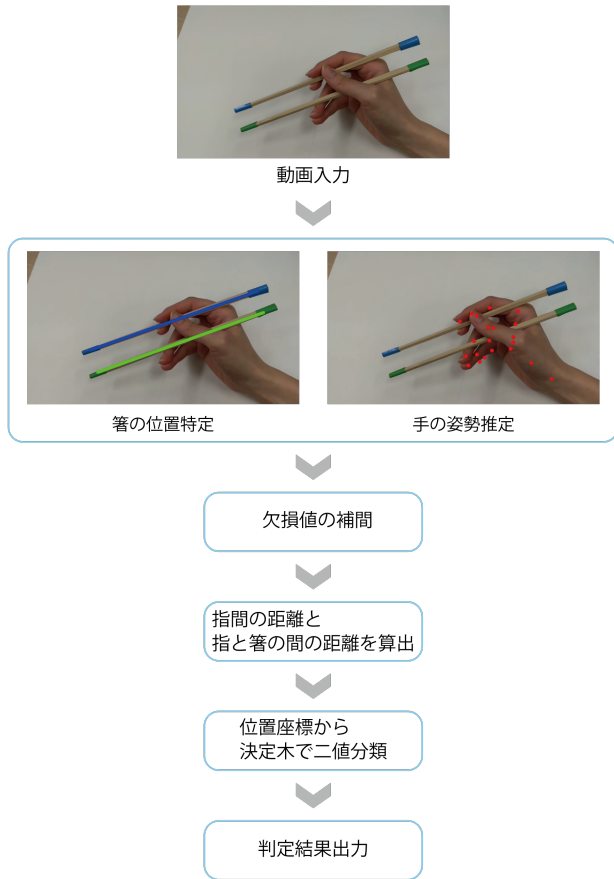 動画入力
箸の位置特定
手の姿勢推定
欠損値の補間
指間の距離と
指と箸の間の距離を算出
位置座標から
決定木で二値分類
判定結果出力